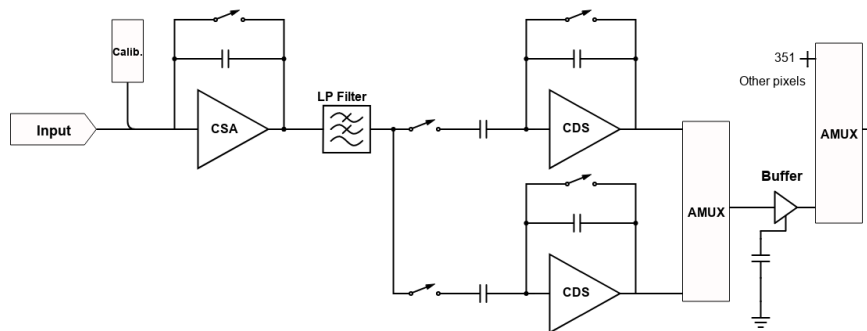 Calib.
Input
CSA
LP Filter
CDS
CDS
AMUX
Buffer
351
Other pixels
AMUX